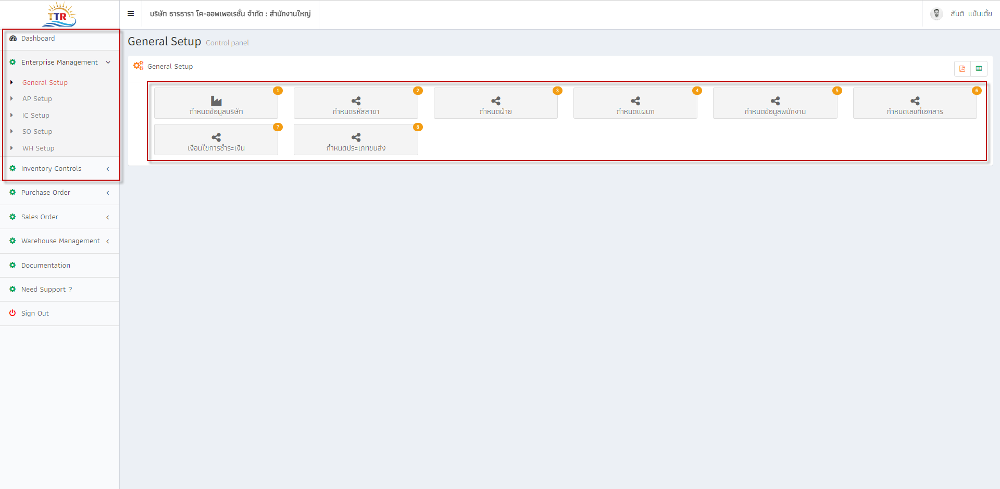 TTR
บริษัท ธารธารา โค-ออพเพอเรชั่น จำกัด : สำนักงานใหญ่
สันติ แป้นเตี้ย
Dashboard
Enterprise Management
General Setup
AP Setup
IC Setup
SO Setup
WH Setup
Inventory Controls
Purchase Order
Sales Order
Warehouse Management
Documentation
Need Support ?
Sign Out
General Setup Control panel
General Setup
1
กำหนดข้อมูลบริษัท
2
กำหนดรหัสสาขา
3
กำหนดฝ่าย
4
กำหนดแผนก
5
กำหนดข้อมูลพนักงาน
6
กำหนดเลขที่เอกสาร
7
เงื่อนไขการชำระเงิน
8
กำหนดประเภทขนส่ง